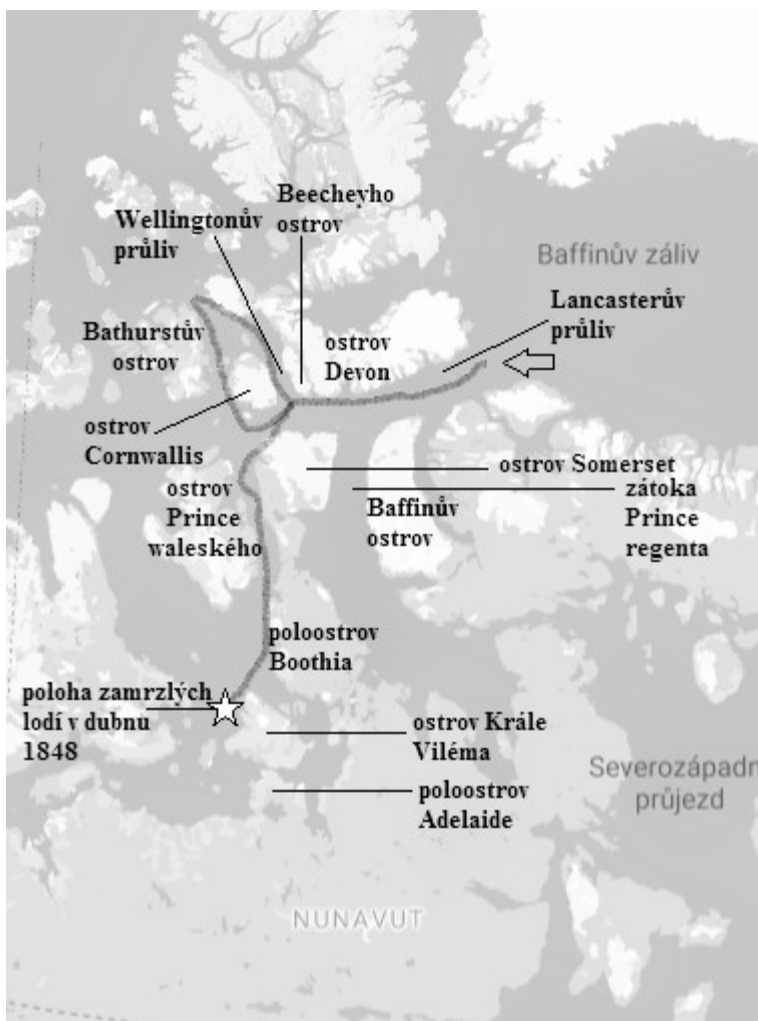 Beecheyho
ostrov
Wellingtonův
průliv
Baffinův záliv
Lancasterův
průliv
Bathurstův
ostrov
ostrov
Devon
ostrov
Cornwallis
ostrov Somerset
ostrov
Prince
waleského
Baffinův
ostrov
zátoka
Prince
regenta
poloostrov
Boothia
poloha zamrzlých
lodí v dubnu
1848
ostrov Krále
Viléma
Severozápadn
průjezd
poloostrov
Adelaide
NUNAVUT